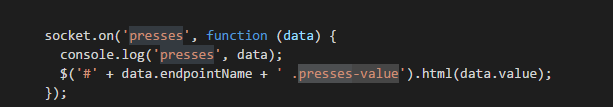 socket.on('presses', function (data) {
console.log('presses', data);
$('#' + data.endpointName + ' .presses-value').html(data.value);
});